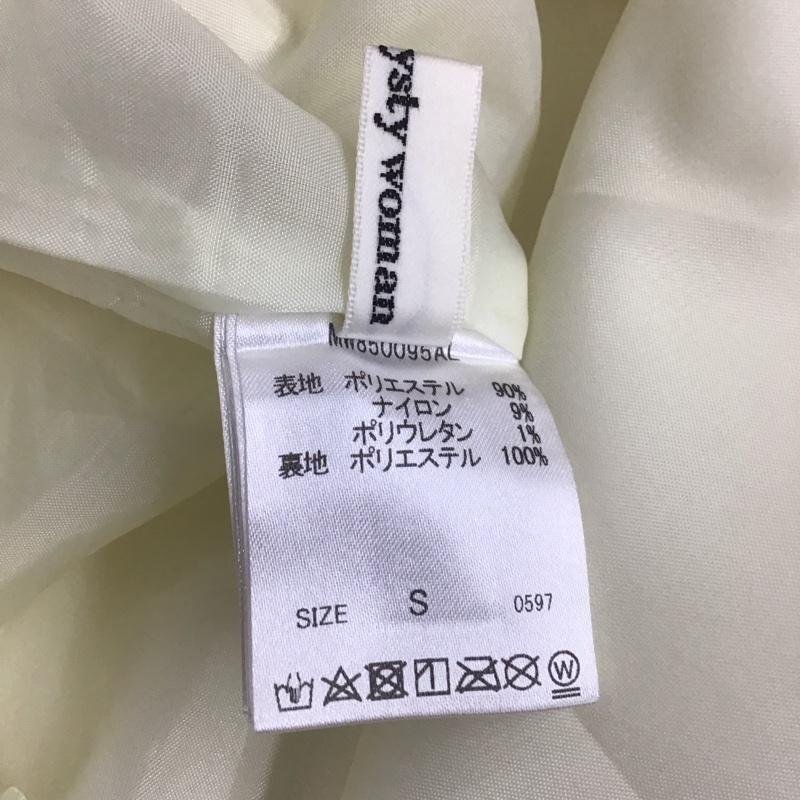 ysty woman
MW850095AL
表地 ポリエステル 90%
ナイロン 9%
ポリウレタン 1%
裏地 ポリエステル 100%
SIZE S 0597
W